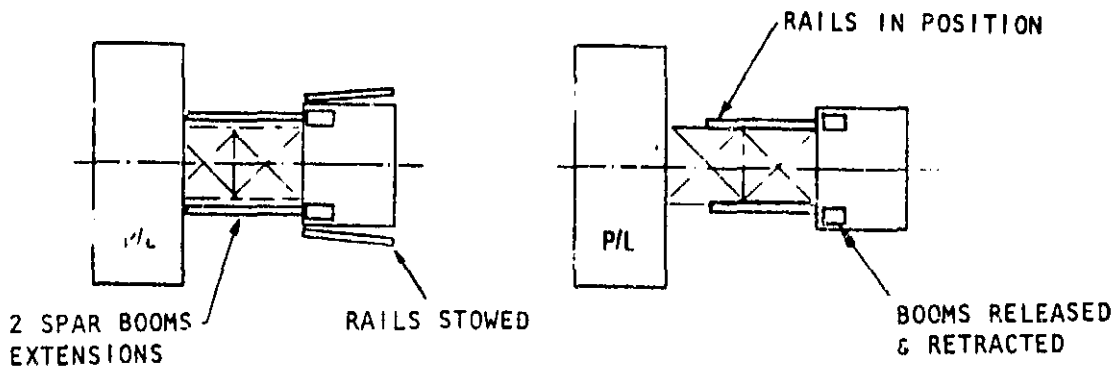 RAILS IN POSITION
P/L
P/L
2 SPAR BOOMS
EXTENSIONS
RAILS STOWED
BOOMS RELEASED
& RETRACTED